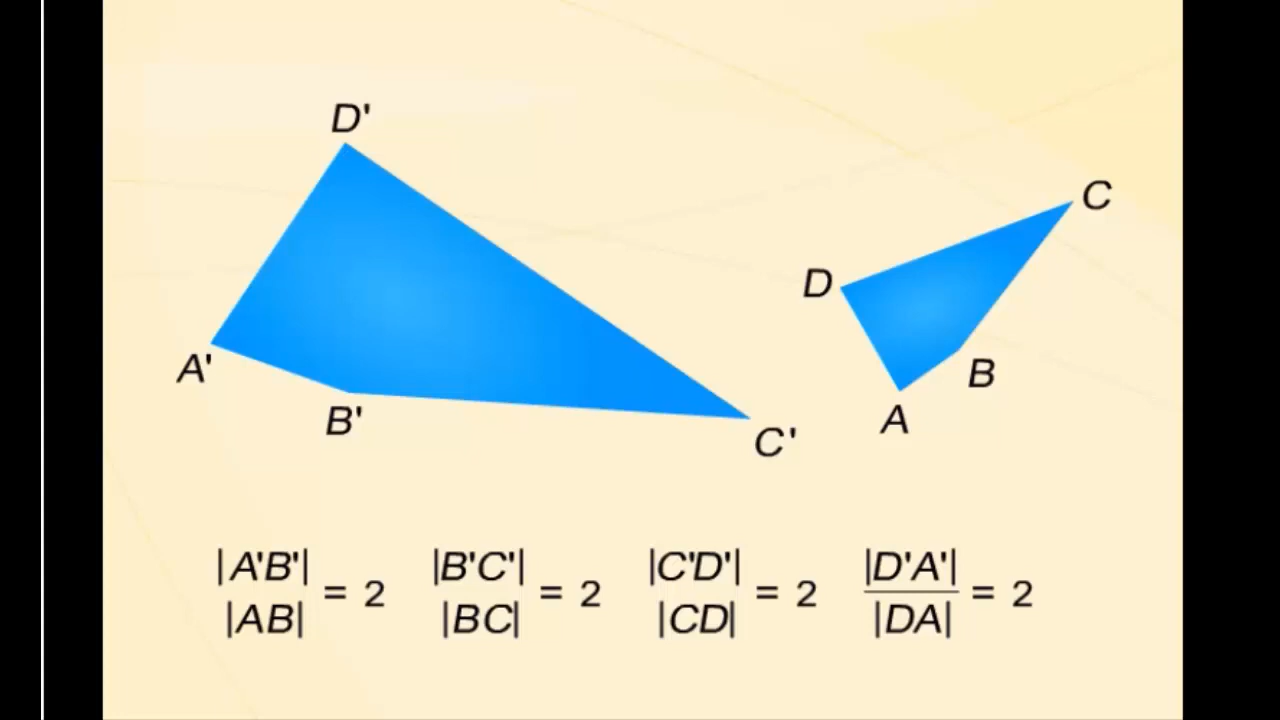 D'
C
D
A'
B
B'
A
C'
|A'B'| / |AB| = 2 |B'C'| / |BC| = 2 |C'D'| / |CD| = 2 |D'A'| / |DA| = 2